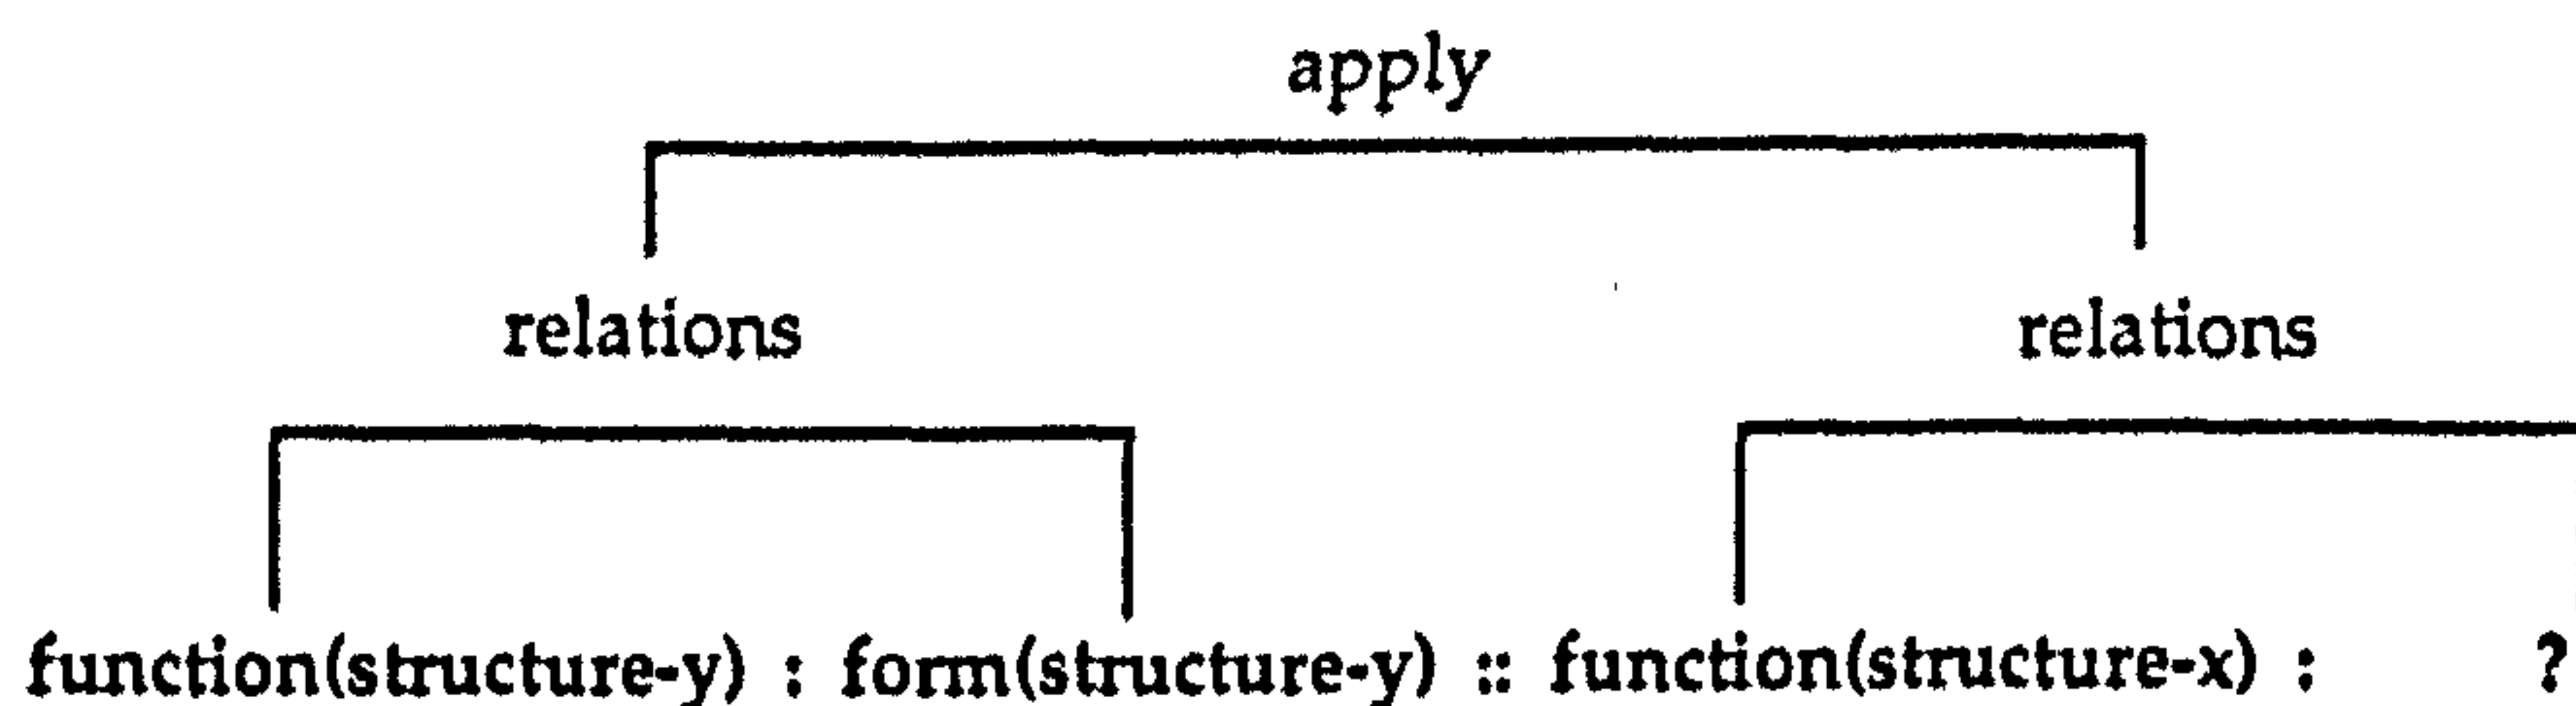 apply
relations relations
function(structure-y) : form(structure-y) :: function(structure-x) : ?